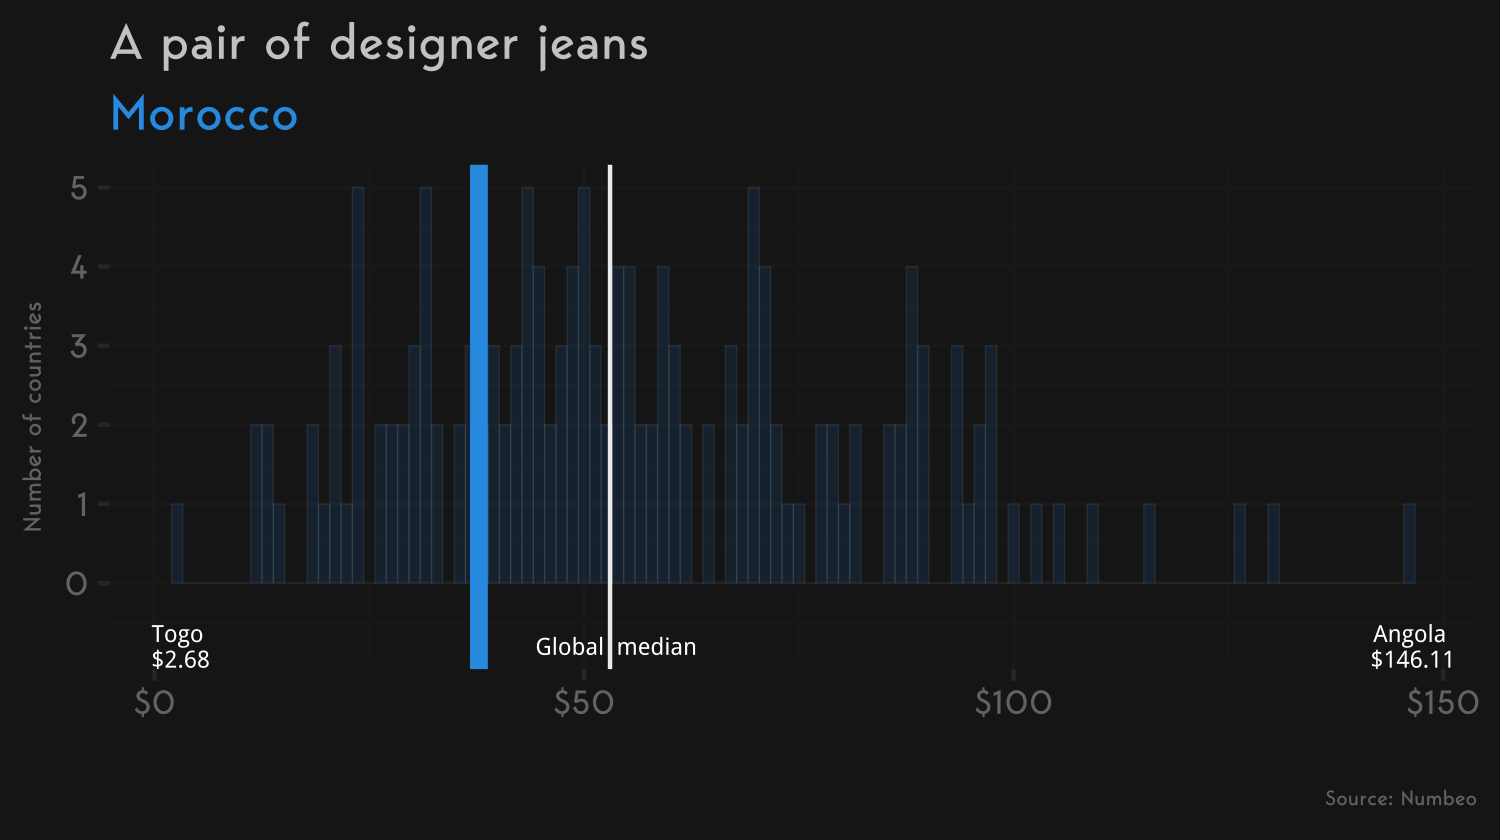 A pair of designer jeans
Morocco
Number of countries
5
4
3
2
1
0
Togo
$2.68
Global median
Angola
$146.11
$0
$50
$100
$150
Source: Numbeo